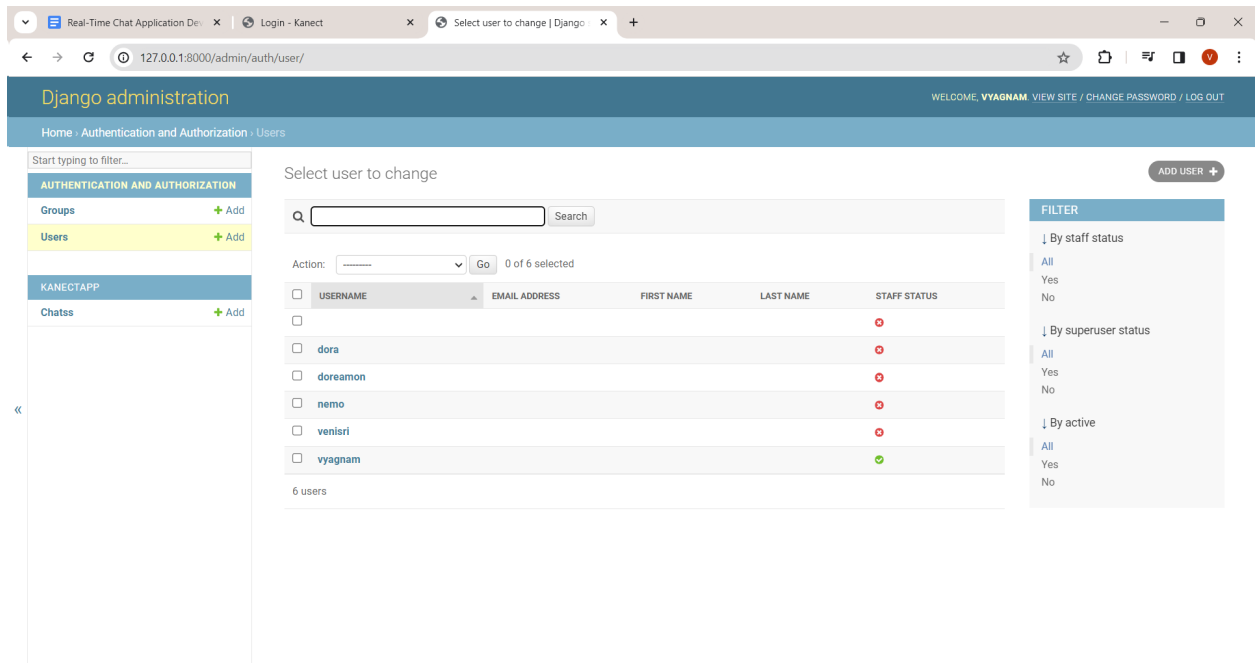 Real-Time Chat Application Dev
Login - Kanect
Select user to change | Django
127.0.0.1:8000/admin/auth/user/
V
Django administration
WELCOME, VYAGNAM. VIEW SITE / CHANGE PASSWORD / LOG OUT
Home › Authentication and Authorization › Users
Start typing to filter...
AUTHENTICATION AND AUTHORIZATION
Groups + Add
Users + Add
KANECTAPP
Chatss + Add
«
Select user to change
ADD USER +
Search
Action: --------- Go 0 of 6 selected
USERNAME EMAIL ADDRESS FIRST NAME LAST NAME STAFF STATUS
dora
doreamon
nemo
venisri
vyagnam
6 users
FILTER
↓ By staff status
All
Yes
No
↓ By superuser status
All
Yes
No
↓ By active
All
Yes
No